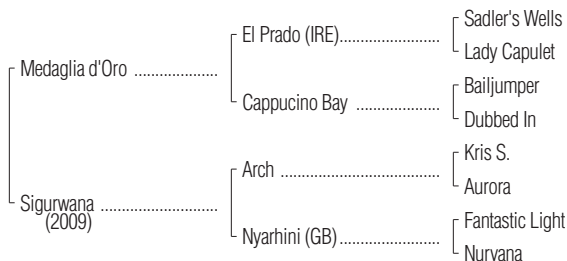 Sadler's Wells
El Prado (IRE)
Lady Capulet
Medaglia d'Oro
Bailjumper
Cappucino Bay
Dubbed In
Kris S.
Arch
Aurora
Sigurwana
(2009)
Fantastic Light
Nyarhini (GB)
Nuryana